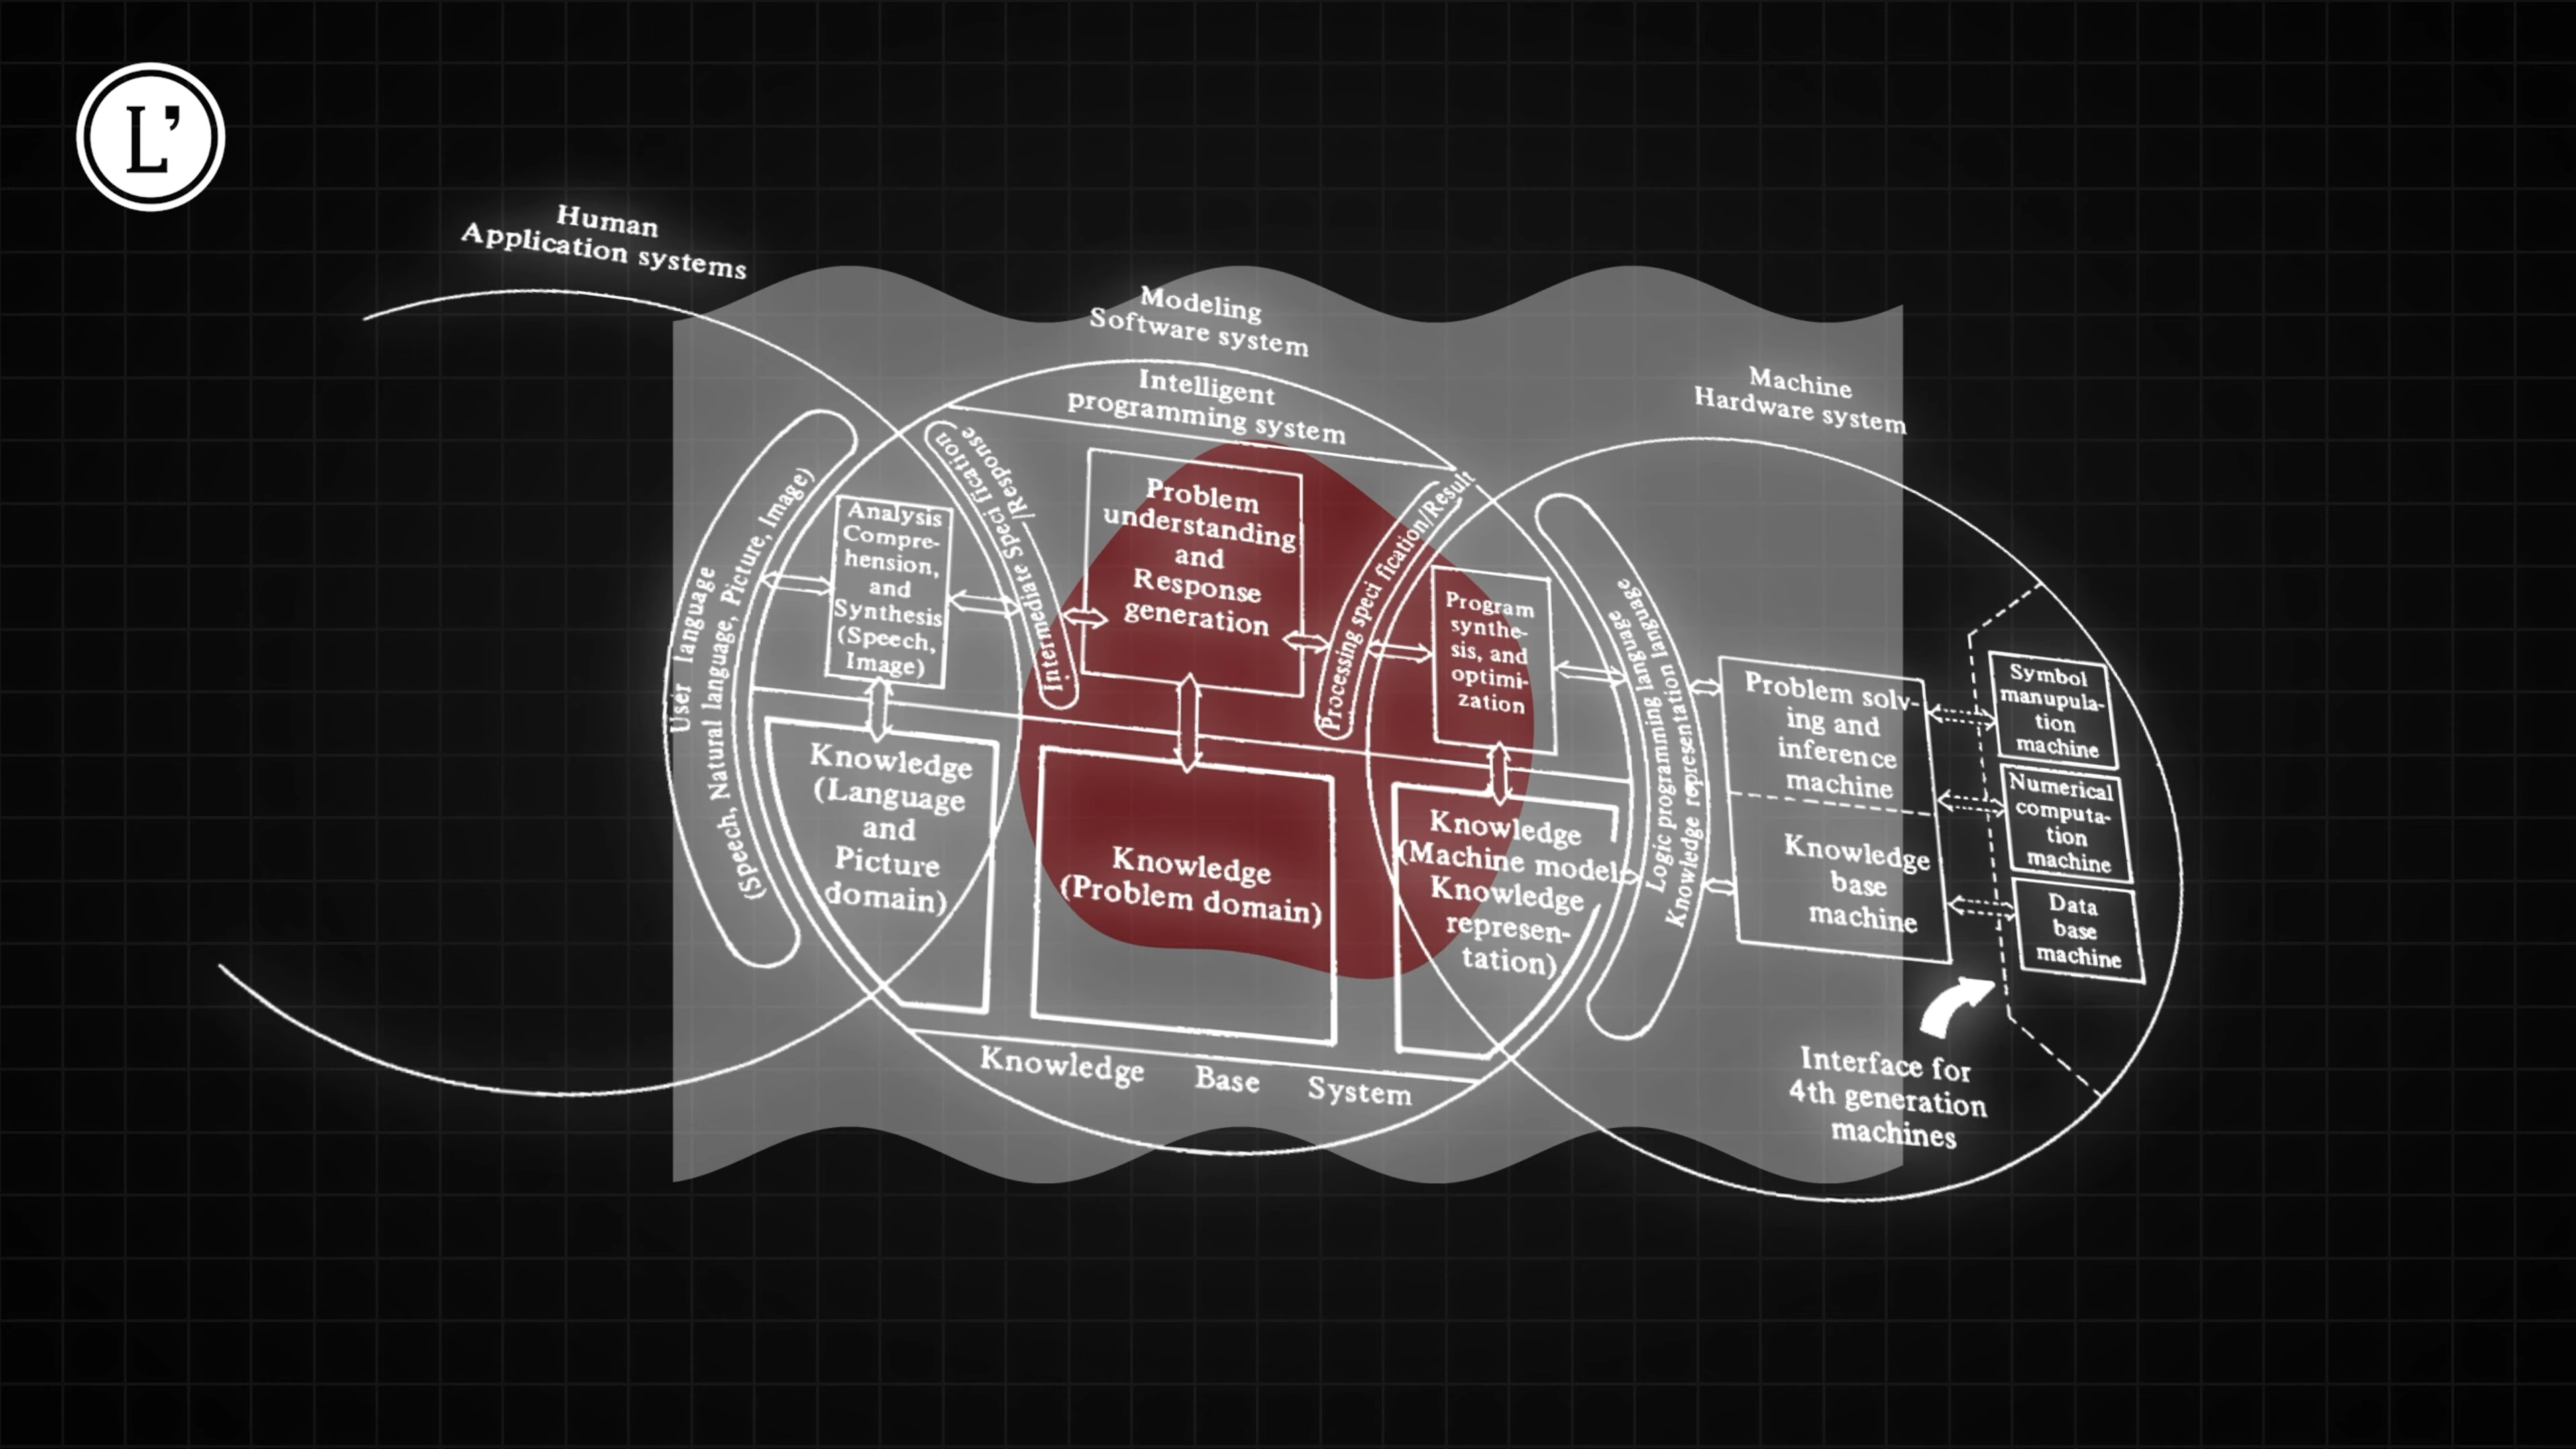 L’
Human
Application systems
Modeling
Software system
Intelligent
programming system
Machine
Hardware system
User language
(Speech, Natural language, Picture, Image)
Analysis
Compre-
hension,
and
Synthesis
(Speech,
Image)
Intermediate Speci fication
/Response
Problem
understanding
and
Response
generation
Processing speci fication/Result
Program
synthe-
sis, and
optimi-
zation
Logic programming language
Knowledge representation language
Problem solv-
ing and
inference
machine
Knowledge
base
machine
Symbol
manupula-
tion
machine
Numerical
computa-
tion
machine
Data
base
machine
Knowledge
(Language
and
Picture
domain)
Knowledge
(Problem domain)
Knowledge
(Machine model,
Knowledge
represen-
tation)
Knowledge Base System
Interface for
4th generation
machines